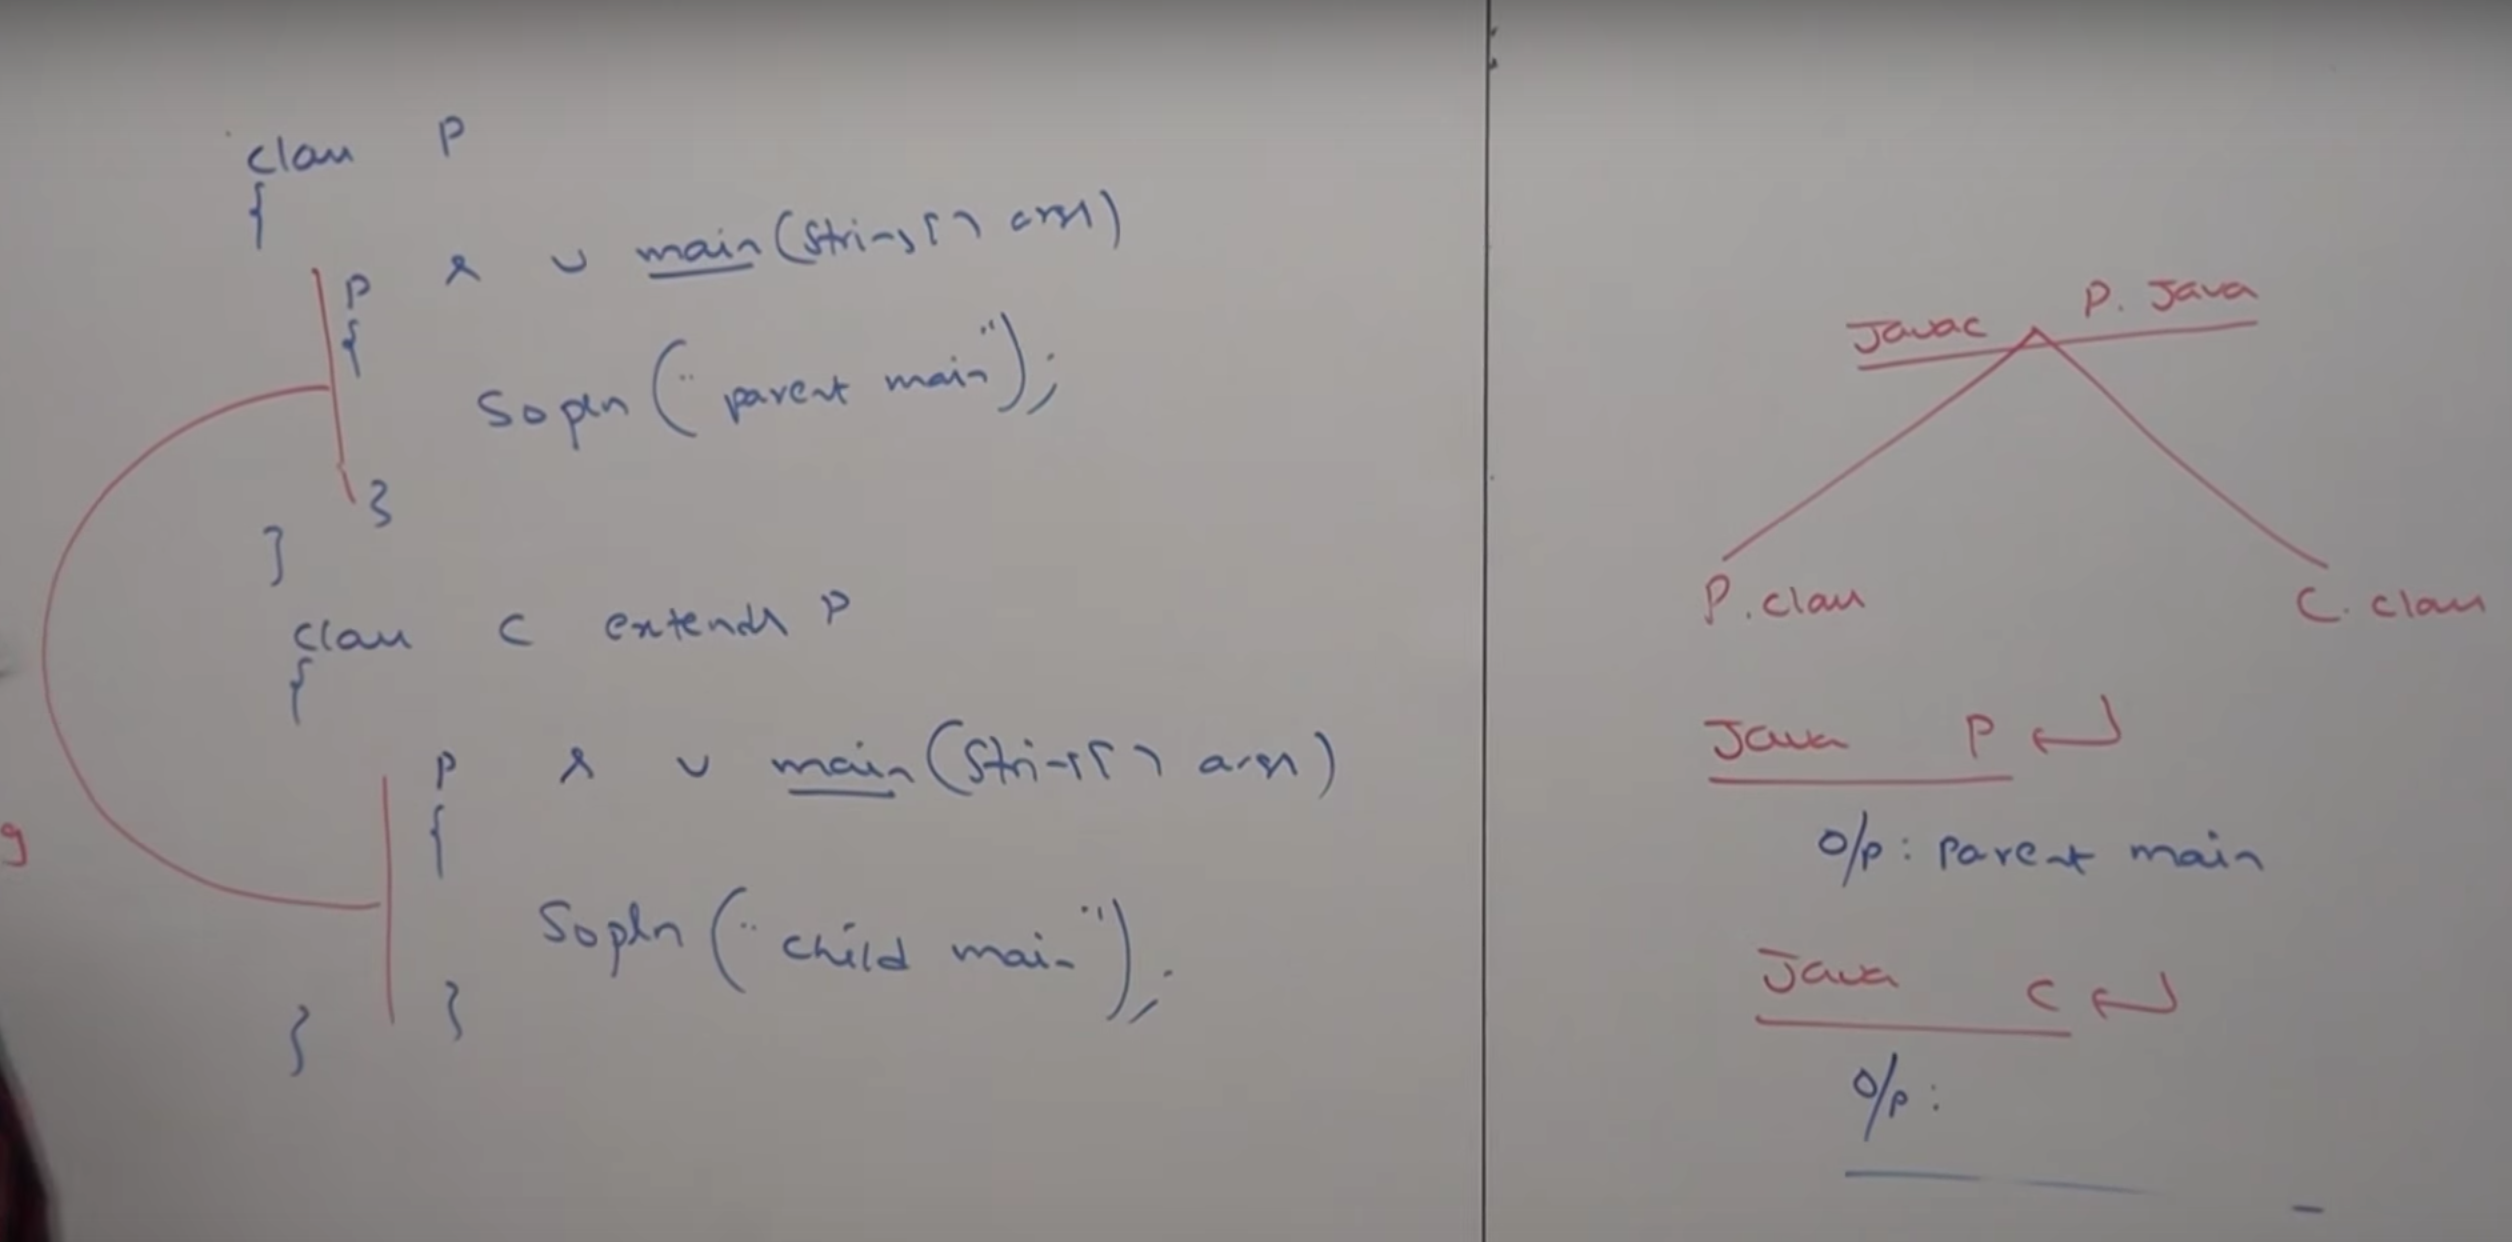 class P
{
p s v main(String[] args)
{
Sopln("parent main");
}
}
class C extends P
{
p s v main(String[] args)
{
Sopln("child main");
}
}
g
Javac P.Java
P.class C.class
Java P
O/p: parent main
Java C
O/p: